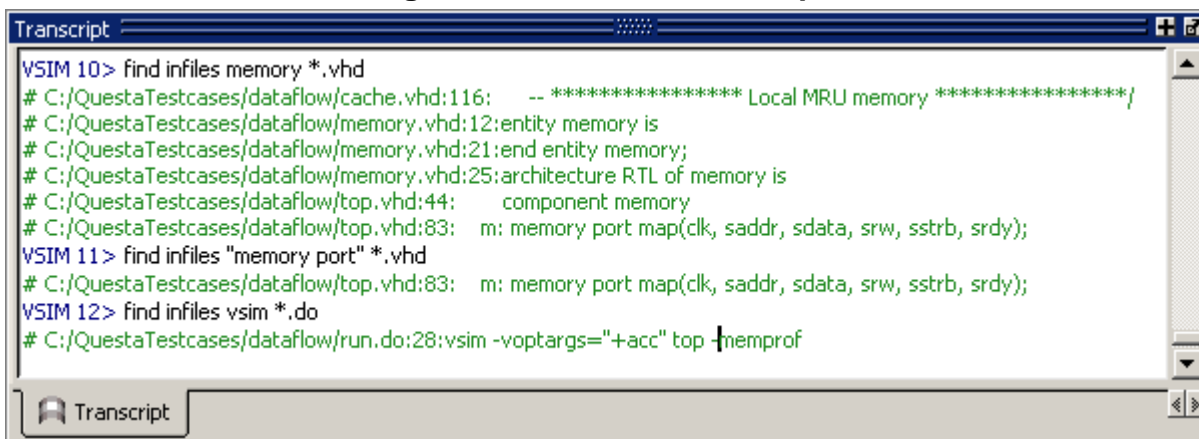 Transcript
VSIM 10> find infiles memory *.vhd
# C:/QuestaTestcases/dataflow/cache.vhd:116:    -- **************** Local MRU memory ****************/
# C:/QuestaTestcases/dataflow/memory.vhd:12:entity memory is
# C:/QuestaTestcases/dataflow/memory.vhd:21:end entity memory;
# C:/QuestaTestcases/dataflow/memory.vhd:25:architecture RTL of memory is
# C:/QuestaTestcases/dataflow/top.vhd:44:     component memory
# C:/QuestaTestcases/dataflow/top.vhd:83:   m: memory port map(clk, saddr, sdata, srw, sstrb, srdy);
VSIM 11> find infiles "memory port" *.vhd
# C:/QuestaTestcases/dataflow/top.vhd:83:   m: memory port map(clk, saddr, sdata, srw, sstrb, srdy);
VSIM 12> find infiles vsim *.do
# C:/QuestaTestcases/dataflow/run.do:28:vsim -voptargs="+acc" top -memprof
Transcript